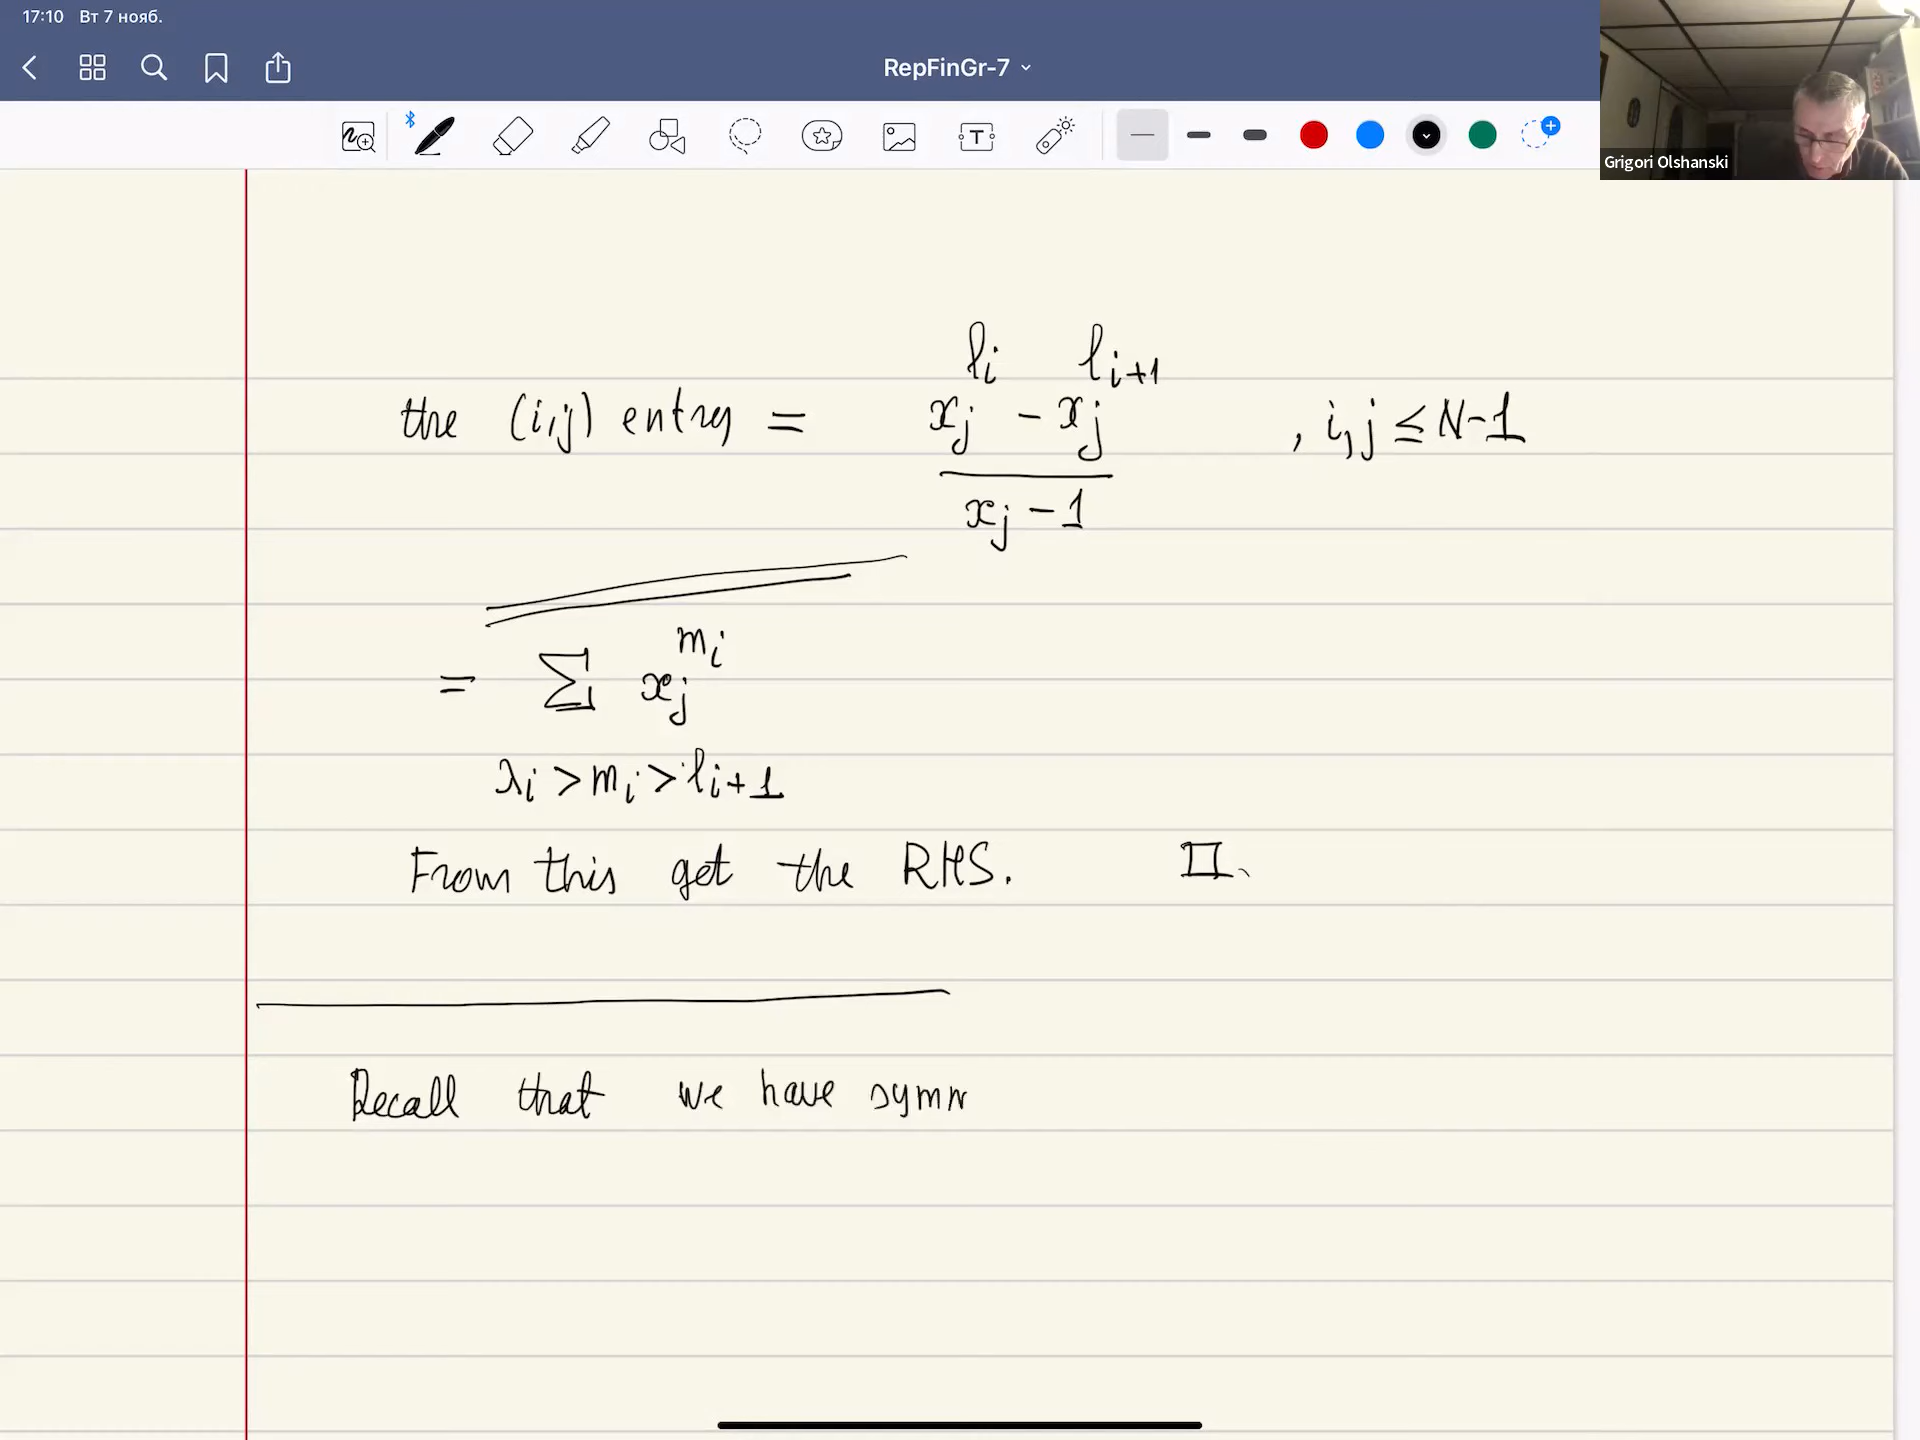 17:10 Вт 7 нояб.
RepFinGr-7
T
Grigori Olshanski
the (i,j) entry = \frac{x_j^{l_i} - x_j^{l_{i+1}}}{x_j - 1} , i,j ≤ N-1
= Σ x_j^{m_i}
λ_i > m_i > l_{i+1}
From this get the RHS. □.
Recall that we have symm